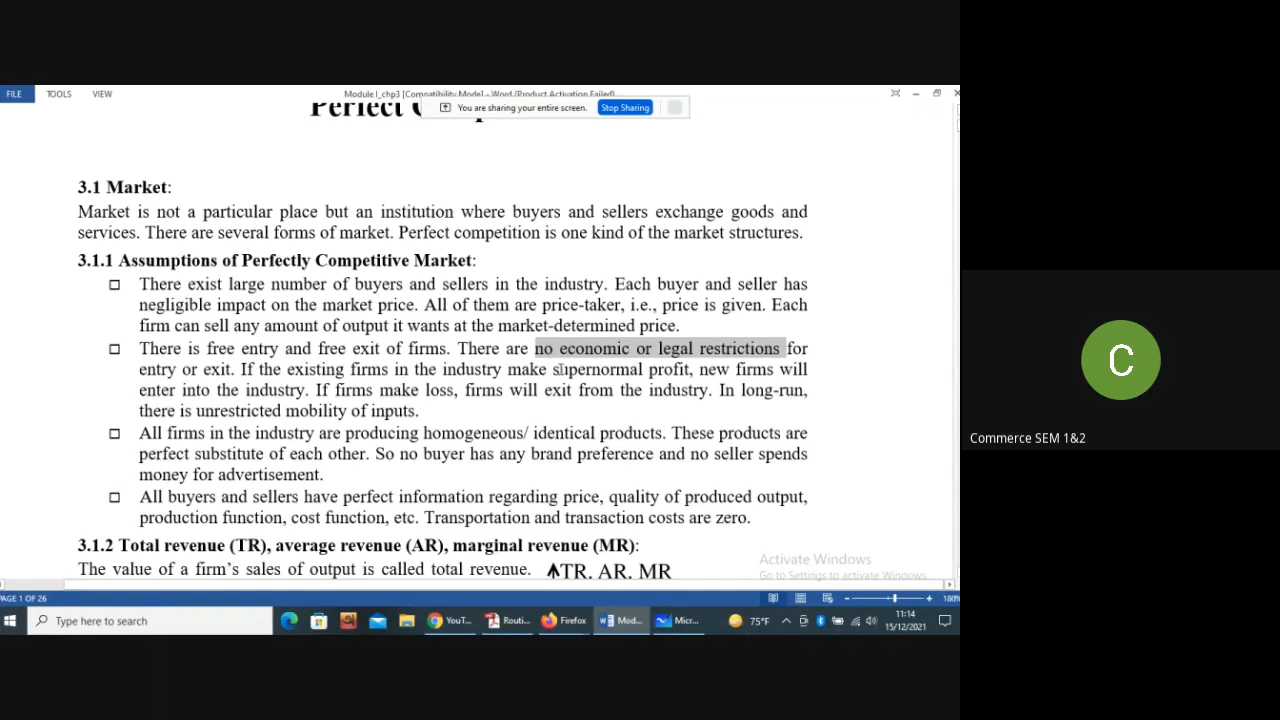 FILE TOOLS VIEW Module I_chp3 [Compatibility Mode] - Word (Product Activation Failed)
You are sharing your entire screen. Stop Sharing
Perfect
3.1 Market:
Market is not a particular place but an institution where buyers and sellers exchange goods and
services. There are several forms of market. Perfect competition is one kind of the market structures.
3.1.1 Assumptions of Perfectly Competitive Market:
There exist large number of buyers and sellers in the industry. Each buyer and seller has
negligible impact on the market price. All of them are price-taker, i.e., price is given. Each
firm can sell any amount of output it wants at the market-determined price.
There is free entry and free exit of firms. There are no economic or legal restrictions for
entry or exit. If the existing firms in the industry make supernormal profit, new firms will
enter into the industry. If firms make loss, firms will exit from the industry. In long-run,
there is unrestricted mobility of inputs.
All firms in the industry are producing homogeneous/ identical products. These products are
perfect substitute of each other. So no buyer has any brand preference and no seller spends
money for advertisement.
All buyers and sellers have perfect information regarding price, quality of produced output,
production function, cost function, etc. Transportation and transaction costs are zero.
3.1.2 Total revenue (TR), average revenue (AR), marginal revenue (MR):
The value of a firm's sales of output is called total revenue. TR, AR, MR
Activate Windows
Go to Settings to activate Windows.
PAGE 1 OF 26 180%
Type here to search YouT... Routi... Firefox Mod... Micr... 75°F 11:14
15/12/2021
C
Commerce SEM 1&2